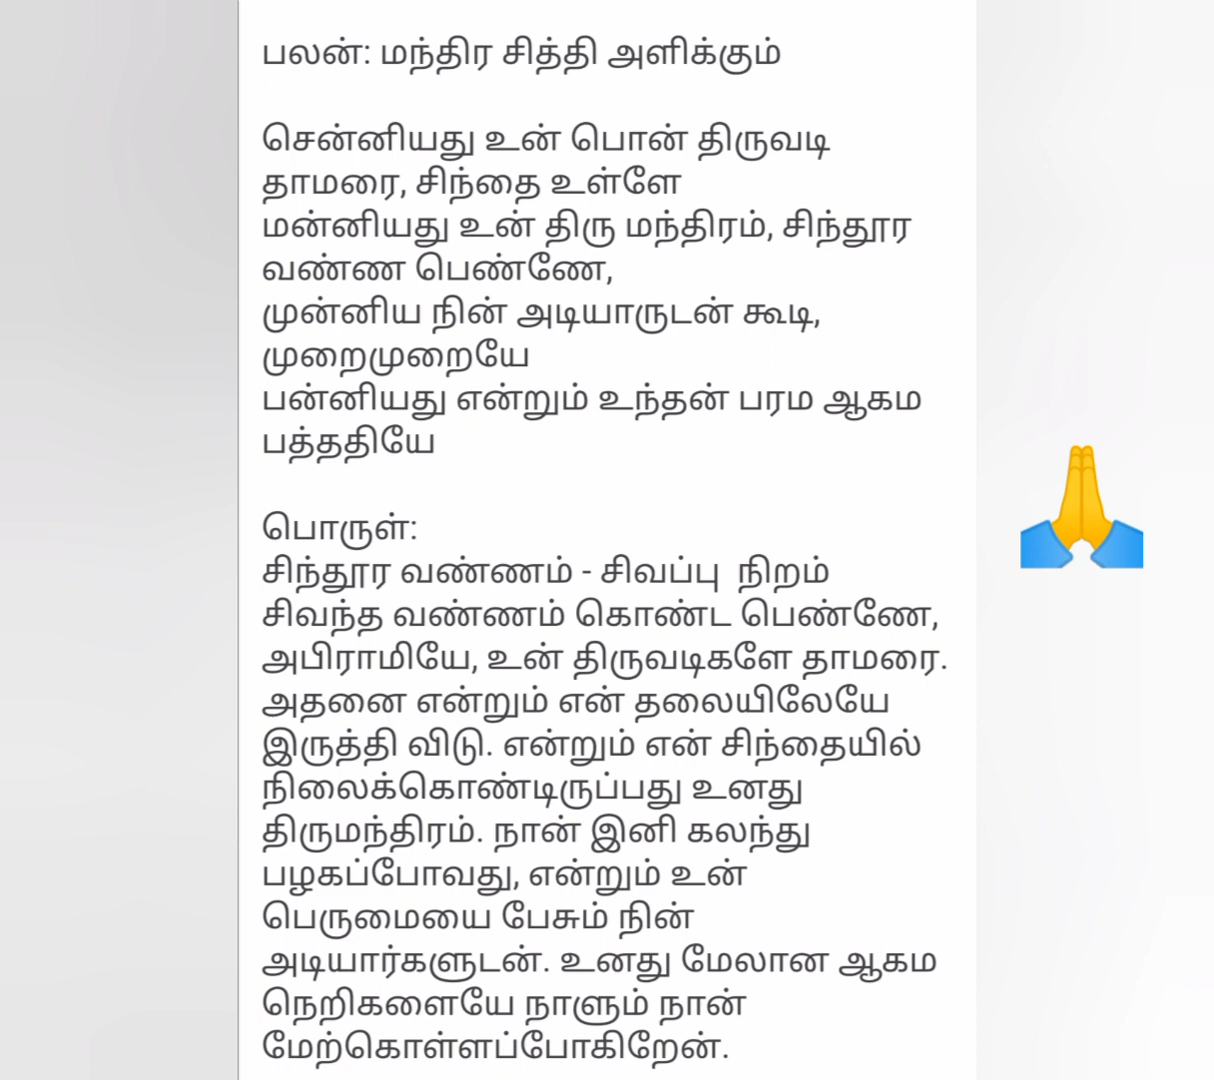 பலன்: மந்திர சித்தி அளிக்கும்
சென்னியது உன் பொன் திருவடி
தாமரை, சிந்தை உள்ளே
மன்னியது உன் திரு மந்திரம், சிந்தூர
வண்ண பெண்ணே,
முன்னிய நின் அடியாருடன் கூடி,
முறைமுறையே
பன்னியது என்றும் உந்தன் பரம ஆகம
பத்ததியே
பொருள்:
சிந்தூர வண்ணம் - சிவப்பு நிறம்
சிவந்த வண்ணம் கொண்ட பெண்ணே,
அபிராமியே, உன் திருவடிகளே தாமரை.
அதனை என்றும் என் தலையிலேயே
இருத்தி விடு. என்றும் என் சிந்தையில்
நிலைக்கொண்டிருப்பது உனது
திருமந்திரம். நான் இனி கலந்து
பழகப்போவது, என்றும் உன்
பெருமையை பேசும் நின்
அடியார்களுடன். உனது மேலான ஆகம
நெறிகளையே நாளும் நான்
மேற்கொள்ளப்போகிறேன்.